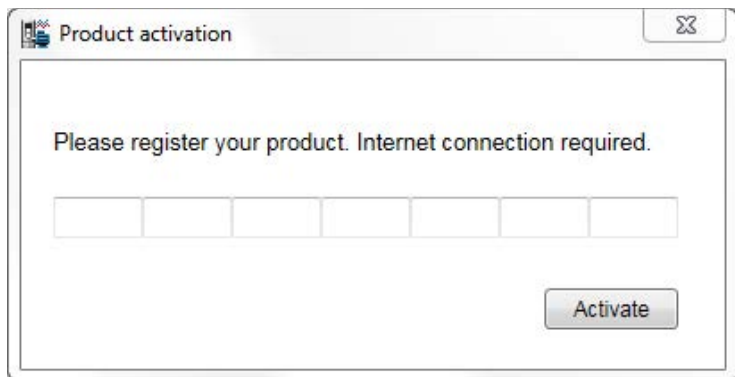 Product activation
Please register your product. Internet connection required.
Activate